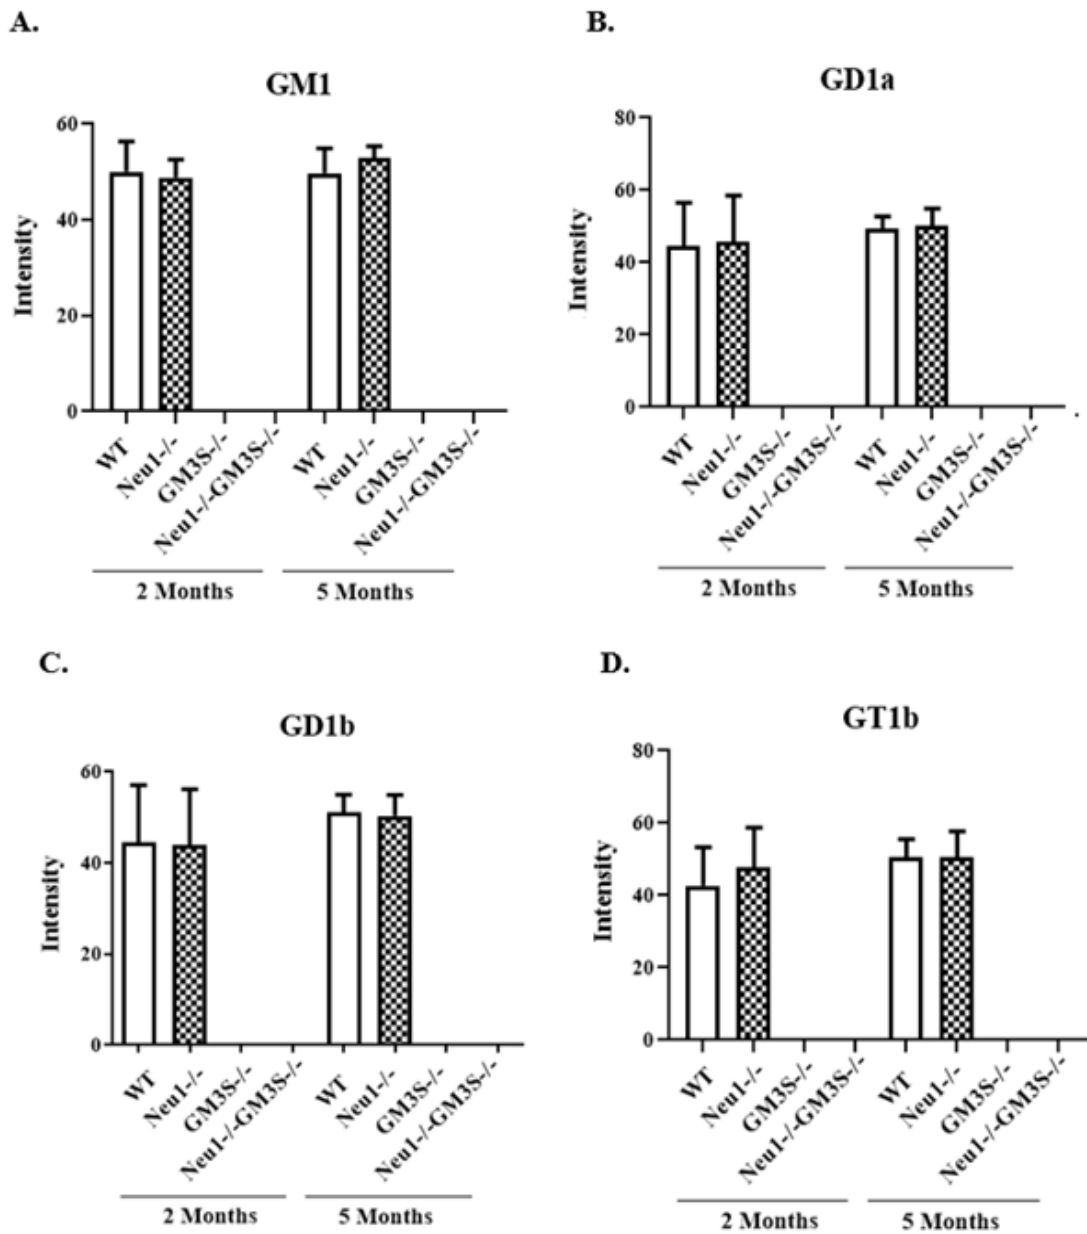 A.
GM1
60
40
20
0
Intensity
WT
Neu1-/-
GM3S-/-
Neu1-/-GM3S-/-
WT
Neu1-/-
GM3S-/-
Neu1-/-GM3S-/-
2 Months
5 Months
B.
GD1a
80
60
40
20
0
Intensity
WT
Neu1-/-
GM3S-/-
Neu1-/-GM3S-/-
WT
Neu1-/-
GM3S-/-
Neu1-/-GM3S-/-
2 Months
5 Months
C.
GD1b
60
40
20
0
Intensity
WT
Neu1-/-
GM3S-/-
Neu1-/-GM3S-/-
WT
Neu1-/-
GM3S-/-
Neu1-/-GM3S-/-
2 Months
5 Months
D.
GT1b
80
60
40
20
0
Intensity
WT
Neu1-/-
GM3S-/-
Neu1-/-GM3S-/-
WT
Neu1-/-
GM3S-/-
Neu1-/-GM3S-/-
2 Months
5 Months